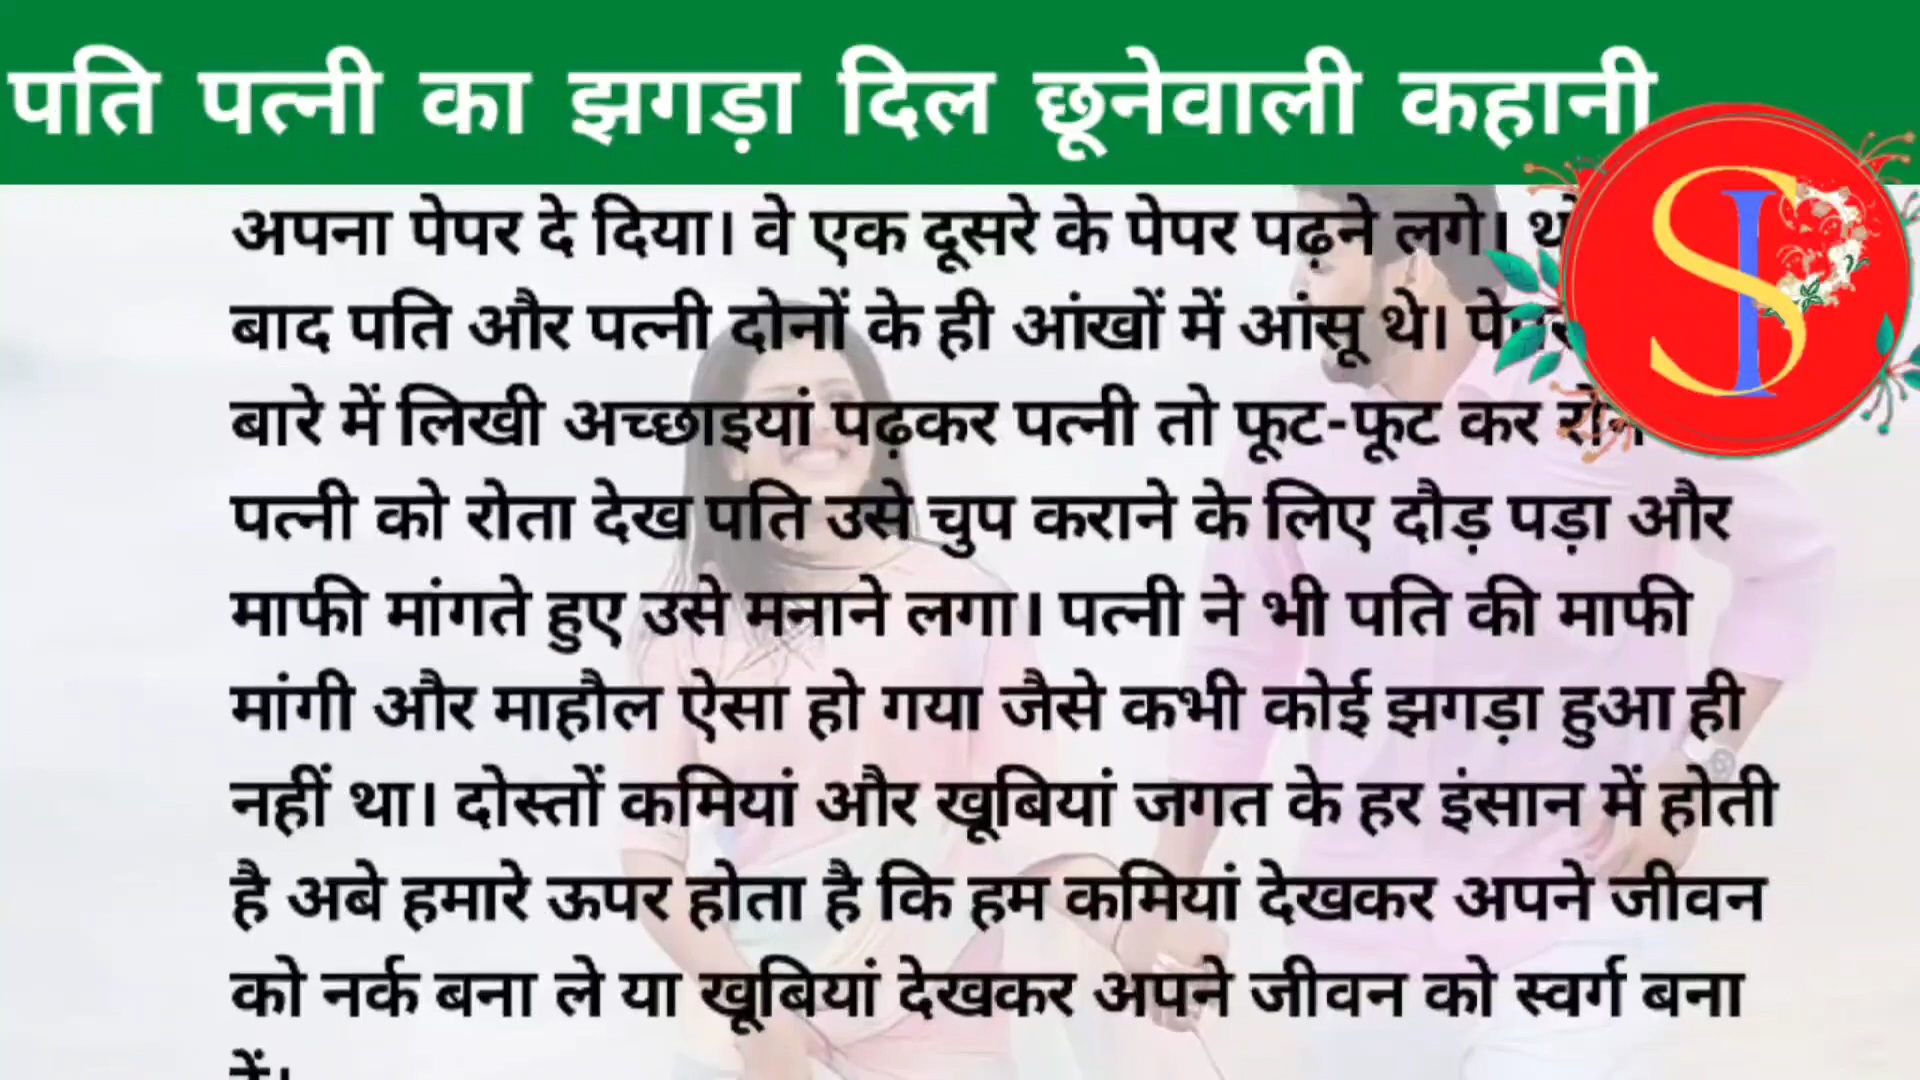 पति पत्नी का झगड़ा दिल छूनेवाली कहानी
अपना पेपर दे दिया। वे एक दूसरे के पेपर पढ़ने लगे।
बाद पति और पत्नी दोनों के ही आंखों में आंसू थे।
बारे में लिखी अच्छाइयां पढ़कर पत्नी तो फूट-फूट कर
पत्नी को रोता देख पति उसे चुप कराने के लिए दौड़ पड़ा और
माफी मांगते हुए उसे मनाने लगा। पत्नी ने भी पति की माफी
मांगी और माहौल ऐसा हो गया जैसे कभी कोई झगड़ा हुआ ही
नहीं था। दोस्तों कमियां और खूबियां जगत के हर इंसान में होती
है अबे हमारे ऊपर होता है कि हम कमियां देखकर अपने जीवन
को नर्क बना ले या खूबियां देखकर अपने जीवन को स्वर्ग बना
SI